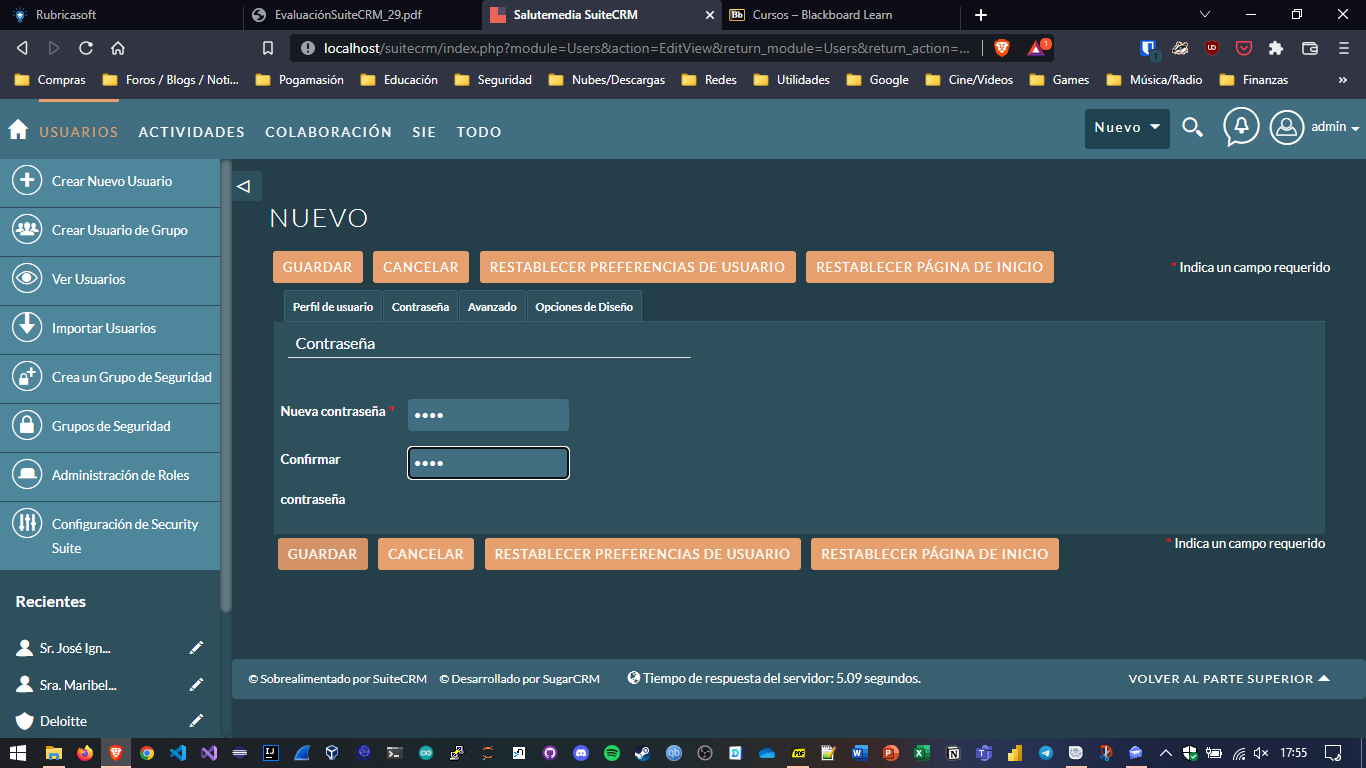 Rubricasoft
EvaluaciónSuiteCRM_29.pdf
Salutemedia SuiteCRM
Bb Cursos – Blackboard Learn
localhost/suitecrm/index.php?module=Users&action=EditView&return_module=Users&return_action=...
1
1
Compras
Foros / Blogs / Noti...
Pogamasión
Educación
Seguridad
Nubes/Descargas
Redes
Utilidades
Google
Cine/Videos
Games
Música/Radio
Finanzas
»
USUARIOS
ACTIVIDADES
COLABORACIÓN
SIE
TODO
Nuevo
admin
Crear Nuevo Usuario
Crear Usuario de Grupo
Ver Usuarios
Importar Usuarios
Crea un Grupo de Seguridad
Grupos de Seguridad
Administración de Roles
Configuración de Security
Suite
Recientes
Sr. José Ign...
Sra. Maribel...
Deloitte
NUEVO
GUARDAR
CANCELAR
RESTABLECER PREFERENCIAS DE USUARIO
RESTABLECER PÁGINA DE INICIO
* Indica un campo requerido
Perfil de usuario
Contraseña
Avanzado
Opciones de Diseño
Contraseña
Nueva contraseña *
••••
Confirmar
contraseña
••••
GUARDAR
CANCELAR
RESTABLECER PREFERENCIAS DE USUARIO
RESTABLECER PÁGINA DE INICIO
* Indica un campo requerido
© Sobrealimentado por SuiteCRM
© Desarrollado por SugarCRM
Tiempo de respuesta del servidor: 5.09 segundos.
VOLVER AL PARTE SUPERIOR
17:55